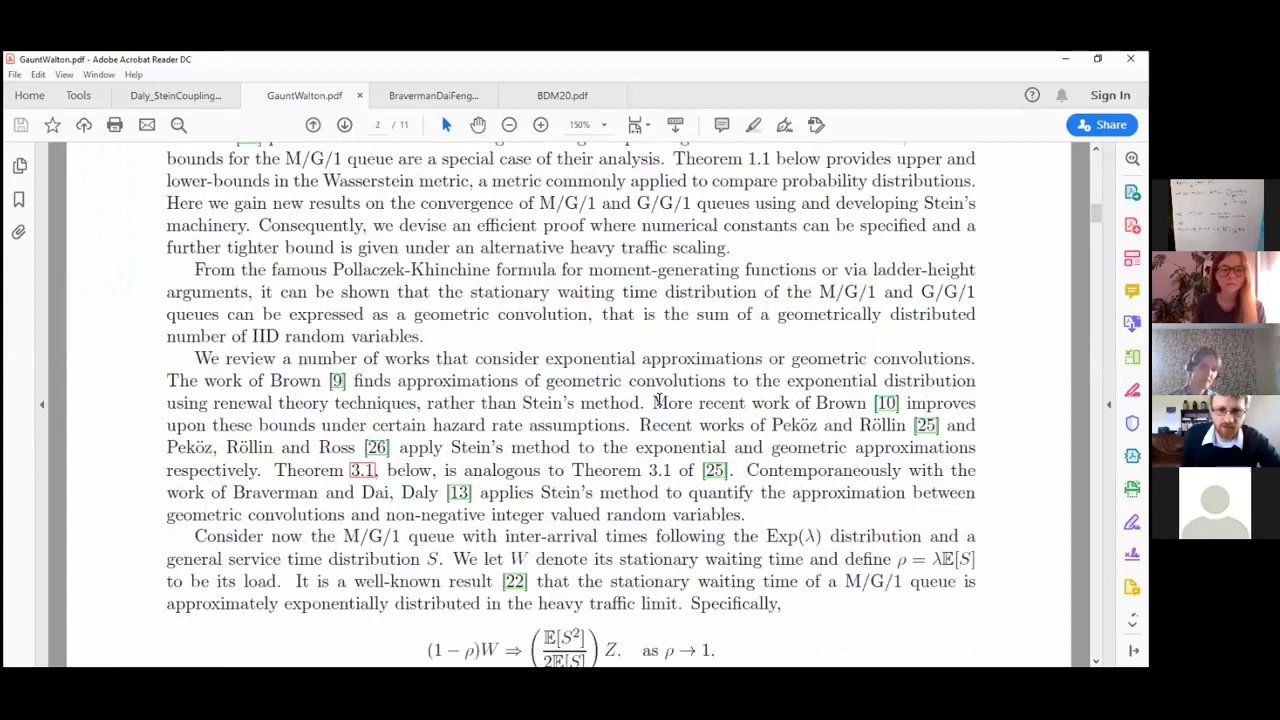 GauntWalton.pdf - Adobe Acrobat Reader DC
File Edit View Window Help
Home Tools Daly_SteinCoupling... GauntWalton.pdf × BravermanDaiFeng... BDM20.pdf Sign In
2 / 11 150% Share
bounds for the M/G/1 queue are a special case of their analysis. Theorem 1.1 below provides upper and
lower-bounds in the Wasserstein metric, a metric commonly applied to compare probability distributions.
Here we gain new results on the convergence of M/G/1 and G/G/1 queues using and developing Stein's
machinery. Consequently, we devise an efficient proof where numerical constants can be specified and a
further tighter bound is given under an alternative heavy traffic scaling.
From the famous Pollaczek-Khinchine formula for moment-generating functions or via ladder-height
arguments, it can be shown that the stationary waiting time distribution of the M/G/1 and G/G/1
queues can be expressed as a geometric convolution, that is the sum of a geometrically distributed
number of IID random variables.
We review a number of works that consider exponential approximations or geometric convolutions.
The work of Brown [9] finds approximations of geometric convolutions to the exponential distribution
using renewal theory techniques, rather than Stein's method. More recent work of Brown [10] improves
upon these bounds under certain hazard rate assumptions. Recent works of Peköz and Röllin [25] and
Peköz, Röllin and Ross [26] apply Stein's method to the exponential and geometric approximations
respectively. Theorem 3.1, below, is analogous to Theorem 3.1 of [25]. Contemporaneously with the
work of Braverman and Dai, Daly [13] applies Stein's method to quantify the approximation between
geometric convolutions and non-negative integer valued random variables.
Consider now the M/G/1 queue with inter-arrival times following the Exp(λ) distribution and a
general service time distribution S. We let W denote its stationary waiting time and define ρ = λ𝔼[S]
to be its load. It is a well-known result [22] that the stationary waiting time of a M/G/1 queue is
approximately exponentially distributed in the heavy traffic limit. Specifically,
(1 − ρ)W ⇒ (𝔼[S²] / 2𝔼[S]) Z, as ρ → 1,